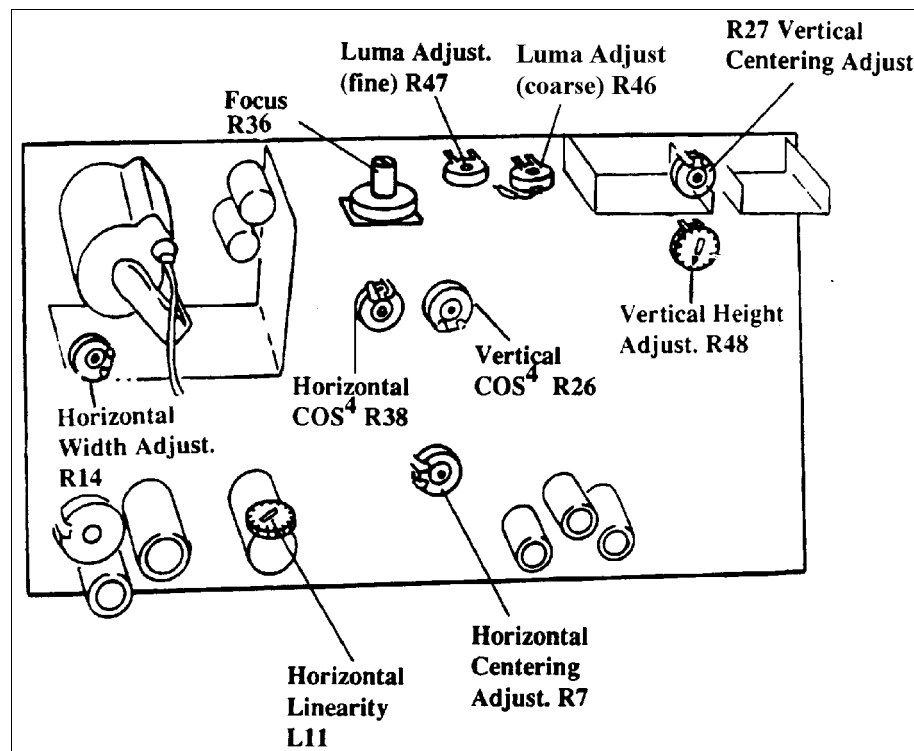 Luma Adjust.
(fine) R47
Luma Adjust
(coarse) R46
R27 Vertical
Centering Adjust
Focus
R36
Vertical Height
Adjust. R48
Vertical
COS⁴ R26
Horizontal
COS⁴ R38
Horizontal
Width Adjust.
R14
Horizontal
Centering
Adjust. R7
Horizontal
Linearity
L11